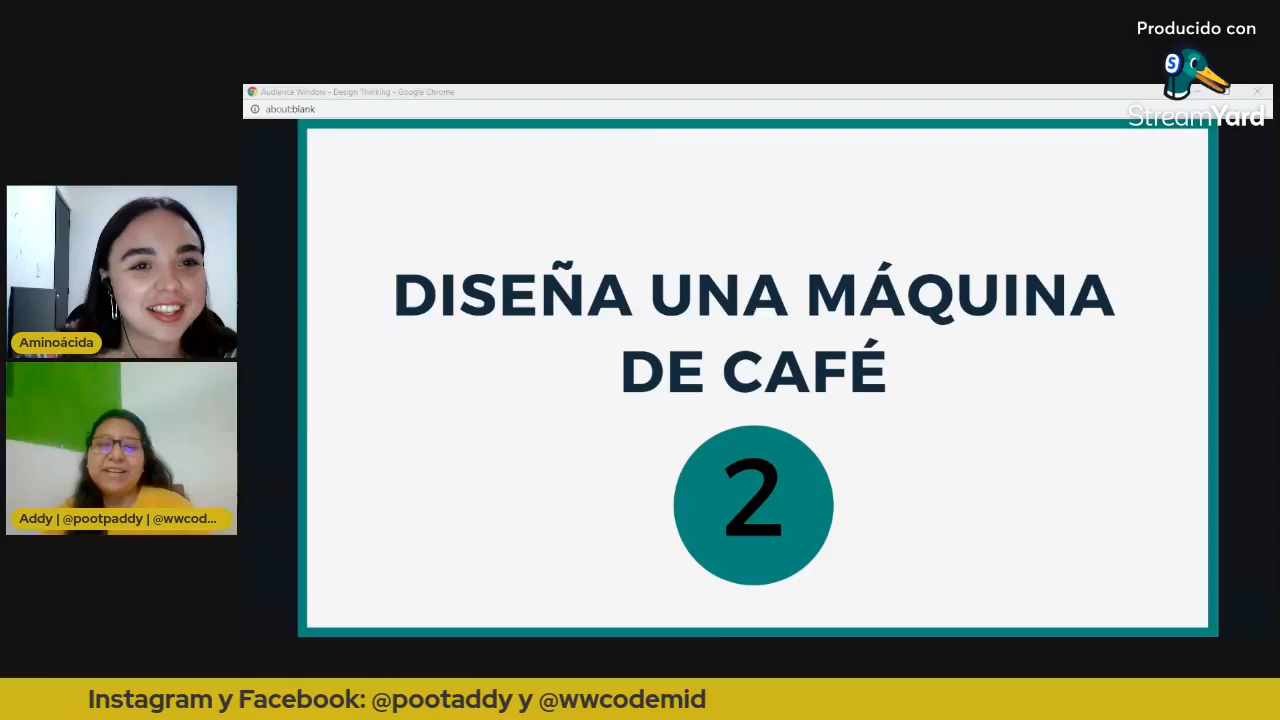 Producido con
StreamYard
Audience Window - Design Thinking - Google Chrome
about:blank
DISEÑA UNA MÁQUINA
DE CAFÉ
2
Aminoácida
Addy | @pootpaddy | @wwcod...
Instagram y Facebook: @pootaddy y @wwcodemid